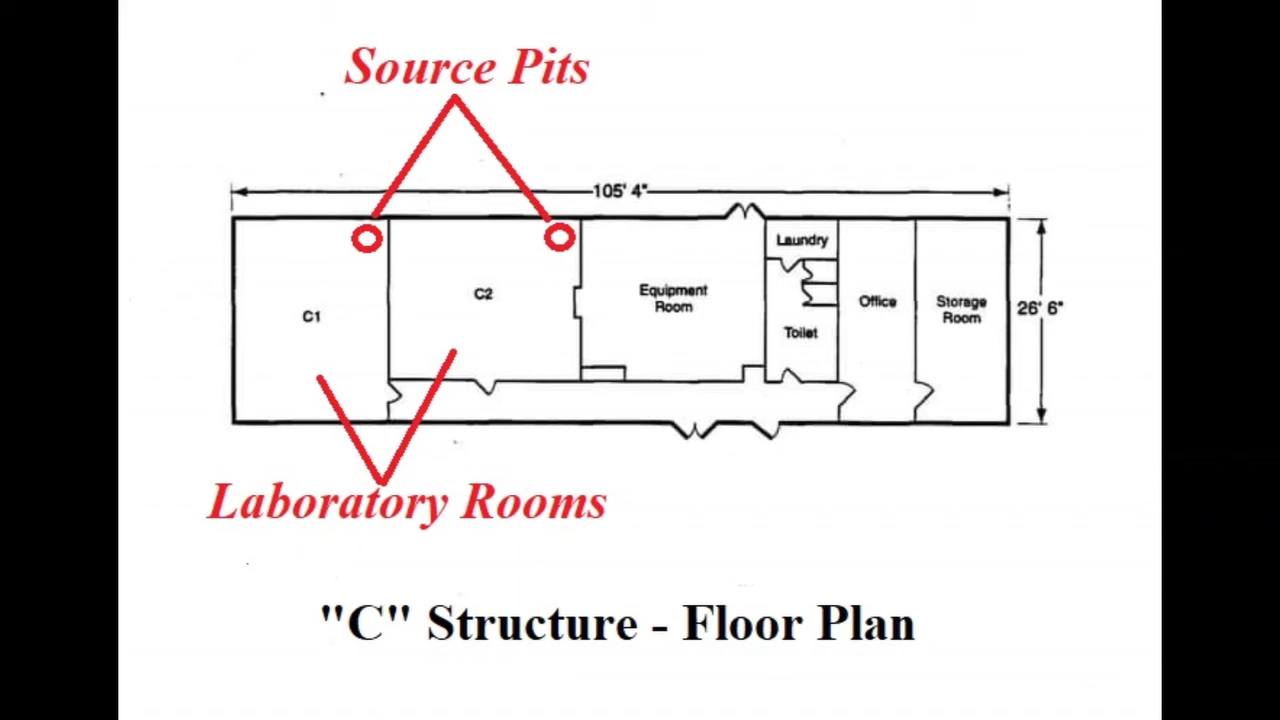 Source Pits
105' 4"
Laundry
C2
Equipment
Room
Office
Storage
Room
26' 6"
C1
Toilet
Laboratory Rooms
"C" Structure - Floor Plan